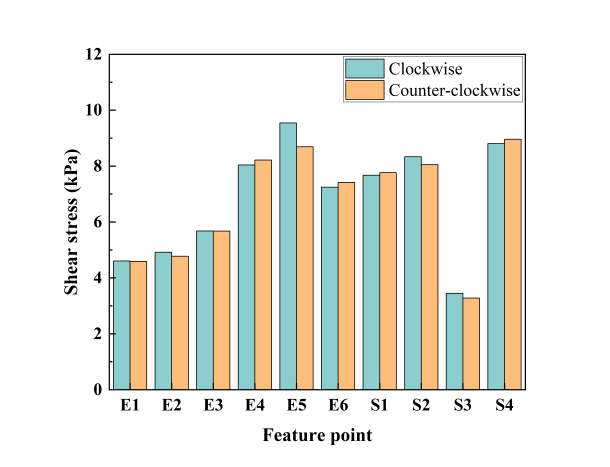 12
10
8
6
4
2
0
Shear stress (kPa)
Clockwise
Counter-clockwise
E1 E2 E3 E4 E5 E6 S1 S2 S3 S4
Feature point